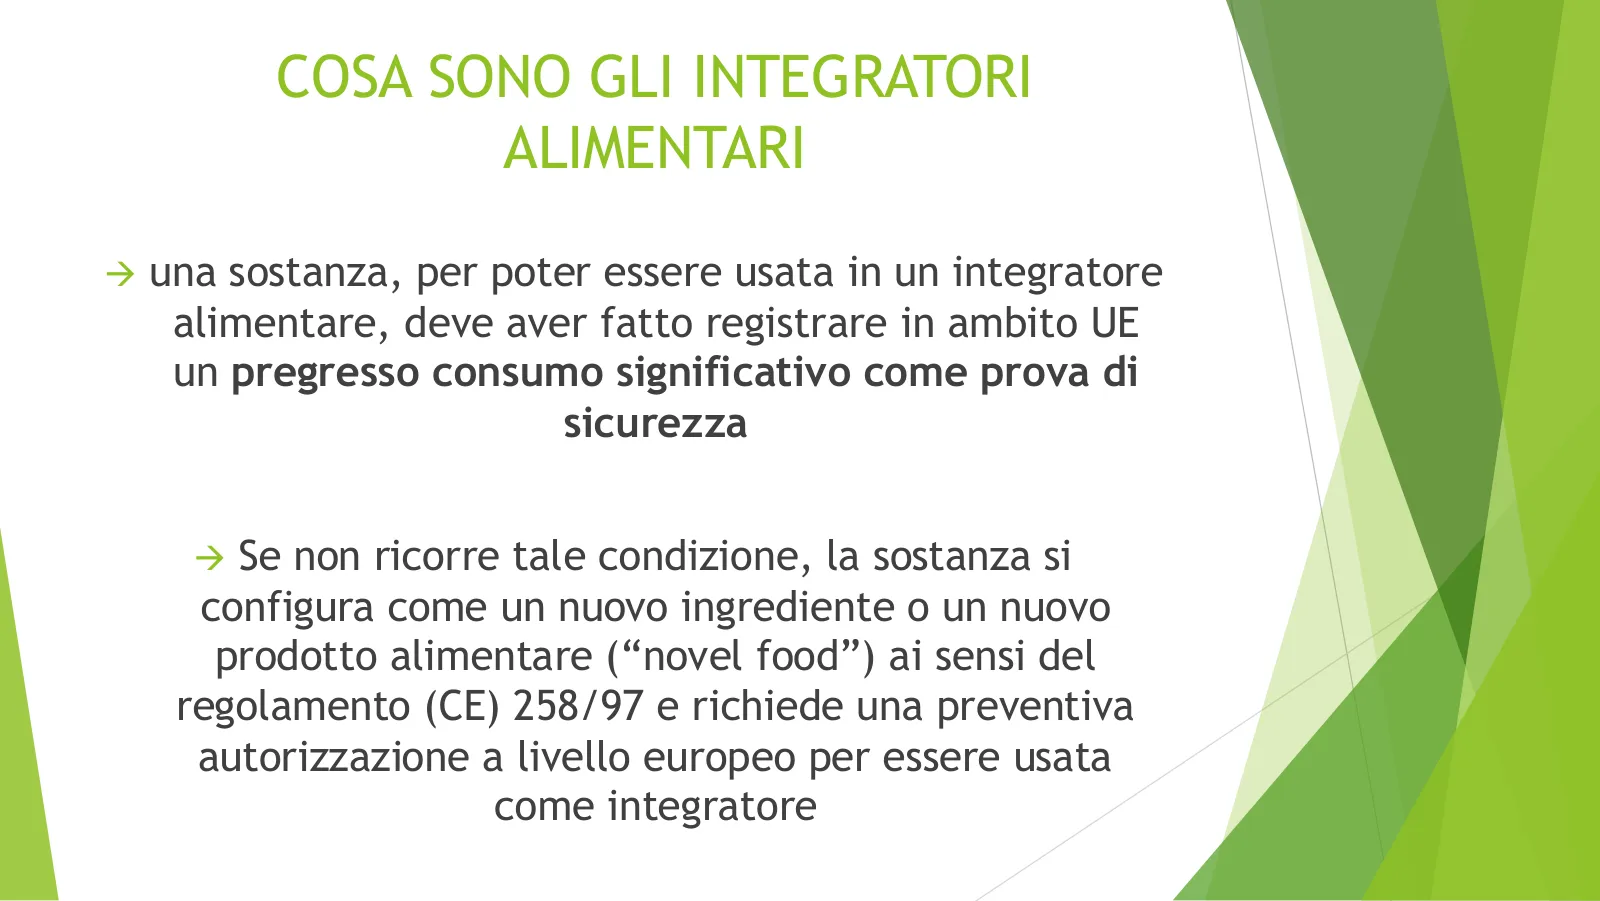 COSA SONO GLI INTEGRATORI
ALIMENTARI
→ una sostanza, per poter essere usata in un integratore
alimentare, deve aver fatto registrare in ambito UE
un pregresso consumo significativo come prova di
sicurezza
→ Se non ricorre tale condizione, la sostanza si
configura come un nuovo ingrediente o un nuovo
prodotto alimentare (“novel food”) ai sensi del
regolamento (CE) 258/97 e richiede una preventiva
autorizzazione a livello europeo per essere usata
come integratore